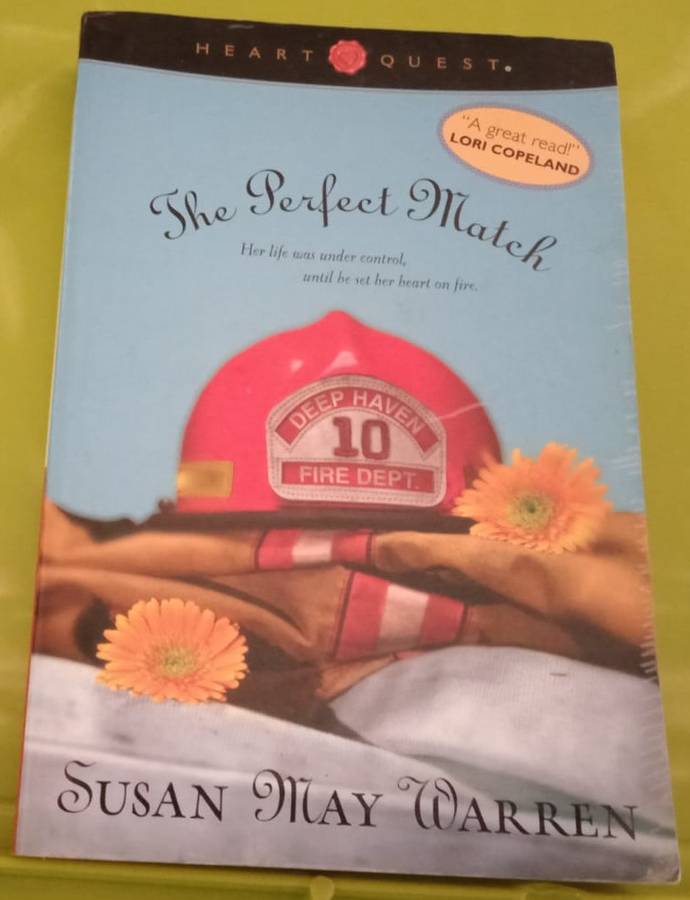 HEART QUEST.
"A great read!"
LORI COPELAND
The Perfect Match
Her life was under control,
until he set her heart on fire.
DEEP HAVEN
10
FIRE DEPT.
SUSAN MAY WARREN